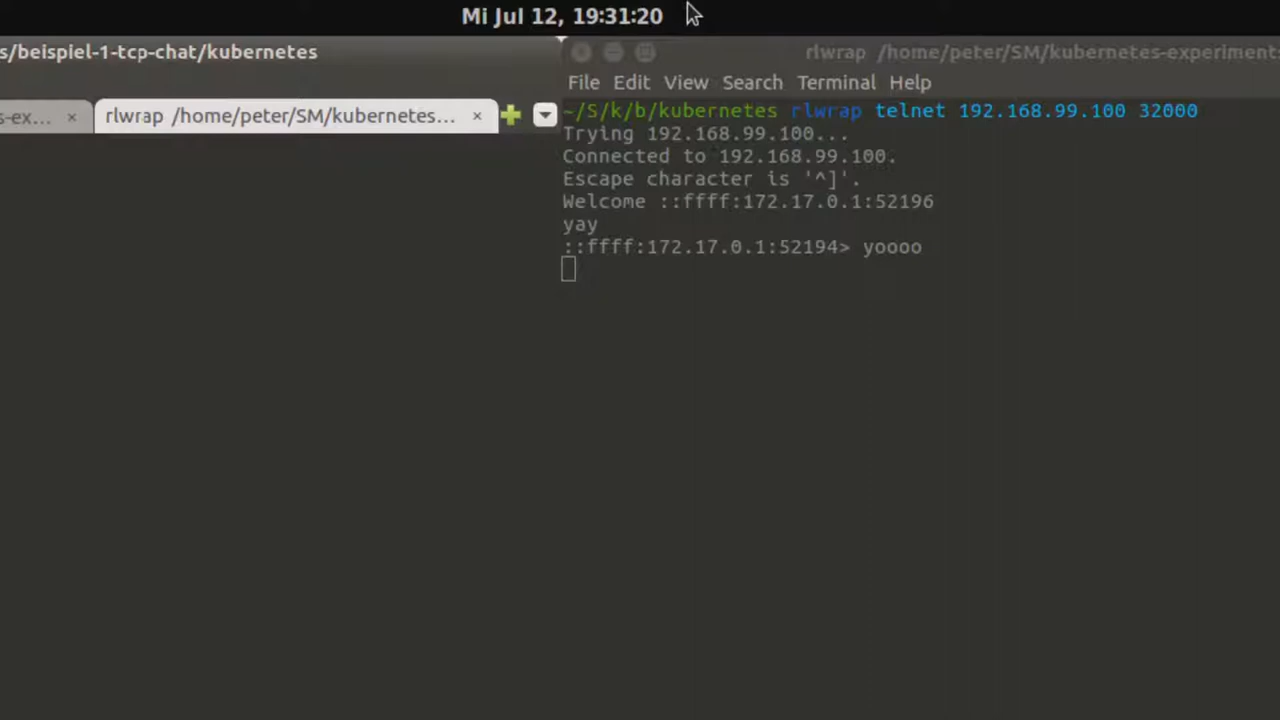 Mi Jul 12, 19:31:20
s/beispiel-1-tcp-chat/kubernetes
s-ex... × rlwrap /home/peter/SM/kubernetes... ×
rlwrap /home/peter/SM/kubernetes-experiments
File Edit View Search Terminal Help
~/S/k/b/kubernetes rlwrap telnet 192.168.99.100 32000
Trying 192.168.99.100...
Connected to 192.168.99.100.
Escape character is '^]'.
Welcome ::ffff:172.17.0.1:52196
yay
::ffff:172.17.0.1:52194> yoooo